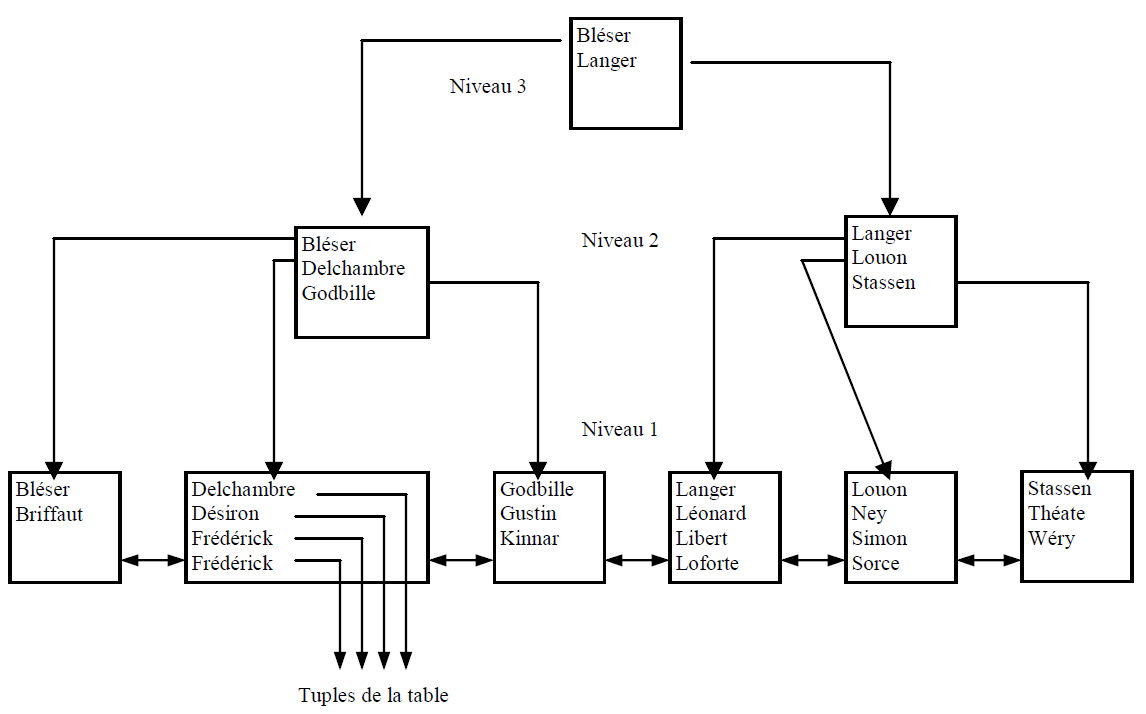 Bléser
Langer
Niveau 3
Bléser
Delchambre
Godbille
Niveau 2
Langer
Louon
Stassen
Niveau 1
Bléser
Briffaut
Delchambre
Désiron
Frédérick
Frédérick
Godbille
Gustin
Kinnar
Langer
Léonard
Libert
Loforte
Louon
Ney
Simon
Sorce
Stassen
Théate
Wéry
Tuples de la table